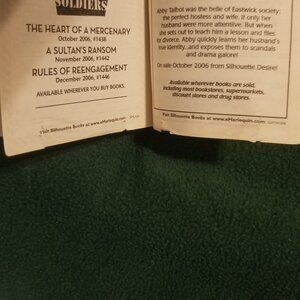 SOLDIERS
THE HEART OF A MERCENARY
October 2006, #1438
A SULTAN'S RANSOM
November 2006, #1442
RULES OF REENGAGEMENT
December 2006, #1446
AVAILABLE WHEREVER YOU BUY BOOKS.
Visit Silhouette Books at www.eHarlequin.com
Abby Talbot was the belle of Eastwick society;
the perfect hostess and wife. If only her
husband were more attentive. But when
she sets out to teach him a lesson and files
for divorce, Abby quickly learns her husband's
true identity...and exposes them to scandals
and drama galore!
On sale October 2006 from Silhouette Desire!
Available wherever books are sold,
including most bookstores, supermarkets,
discount stores and drug stores.
Visit Silhouette Books at www.eHarlequin.com